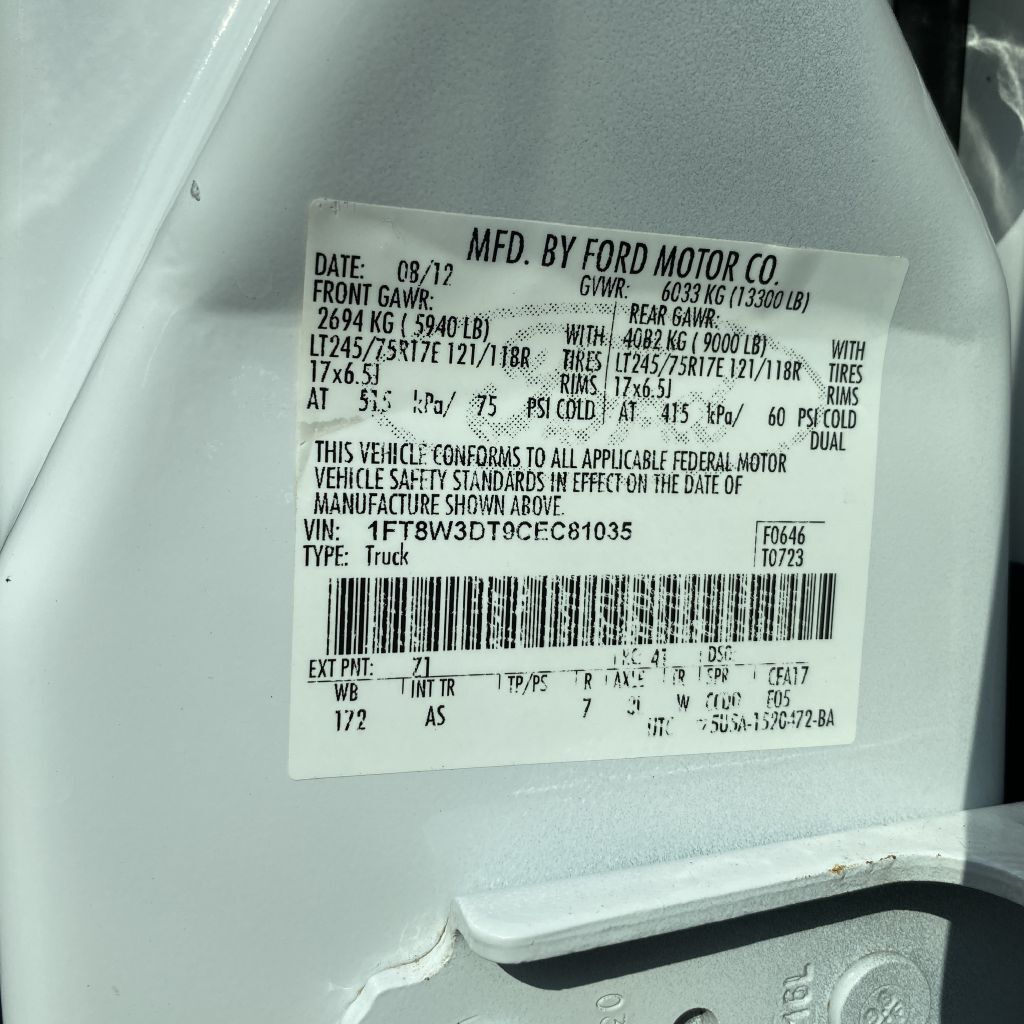 MFD. BY FORD MOTOR CO.
DATE: 08/12 GVWR: 6033 KG (13300 LB)
FRONT GAWR: REAR GAWR:
2694 KG ( 5940 LB) WITH 4082 KG ( 9000 LB) WITH
LT245/75R17E 121/118R TIRES LT245/75R17E 121/118R TIRES
17x6.5J RIMS 17x6.5J RIMS
AT 515 kPa/ 75 PSI COLD AT 415 kPa/ 60 PSI COLD
DUAL
THIS VEHICLE CONFORMS TO ALL APPLICABLE FEDERAL MOTOR
VEHICLE SAFETY STANDARDS IN EFFECT ON THE DATE OF
MANUFACTURE SHOWN ABOVE.
VIN: 1FT8W3DT9CEC81035 F0646
TYPE: Truck T0723
EXT PNT: Z1 RC: 41 DSO:
WB INT TR TP/PS R AXLE TR SPR CFA17
172 AS 7 W F05
UTC